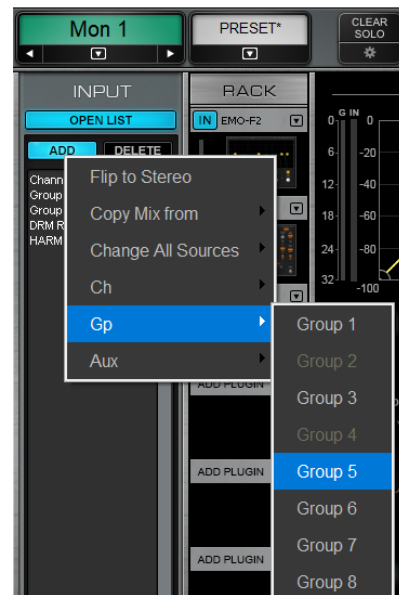 Mon 1
PRESET*
CLEAR
SOLO
INPUT
OPEN LIST
ADD
DELETE
Chann
Group
Group
DRM R
HARM
Flip to Stereo
Copy Mix from
Change All Sources
Ch
Gp
Aux
Group 1
Group 2
Group 3
Group 4
Group 5
Group 6
Group 7
Group 8
RACK
IN EMO-F2
ADD PLUGIN
ADD PLUGIN
ADD PLUGIN
G IN
0 0
6 -20
12 -40
18 -60
24 -80
32 -100